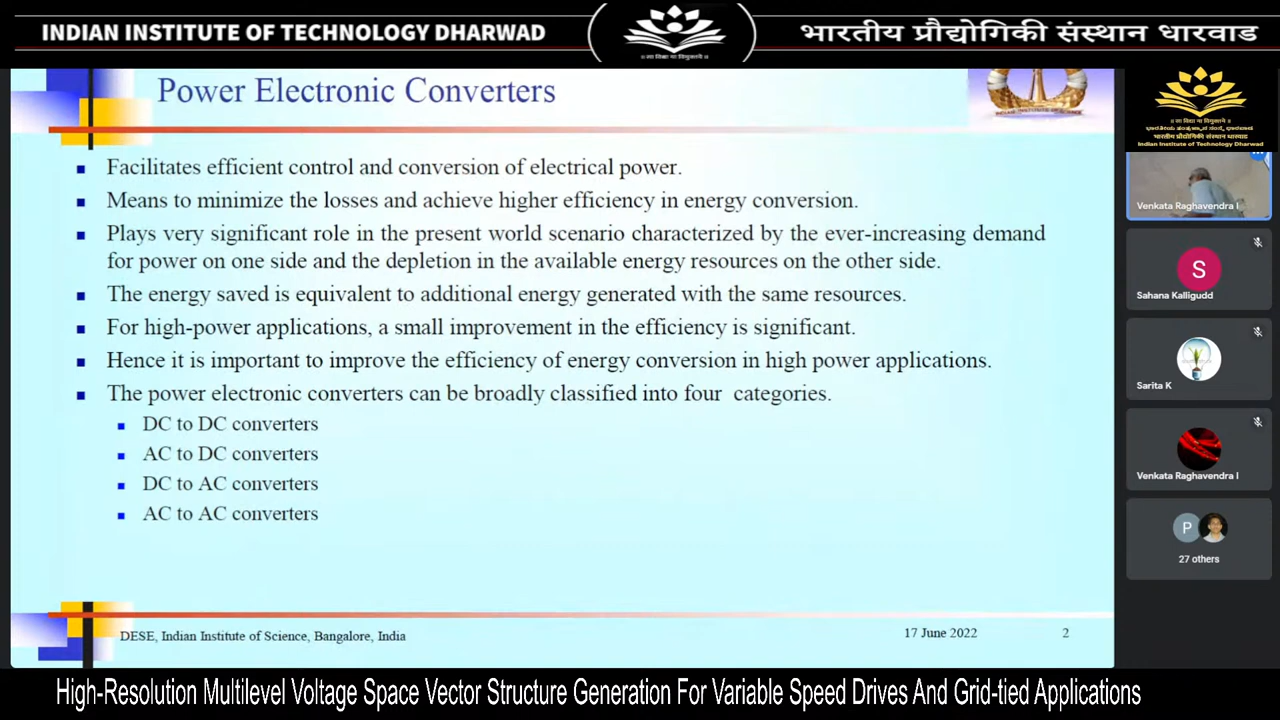 INDIAN INSTITUTE OF TECHNOLOGY DHARWAD
भारतीय प्रौद्योगिकी संस्थान धारवाड
Power Electronic Converters
Facilitates efficient control and conversion of electrical power.
Means to minimize the losses and achieve higher efficiency in energy conversion.
Plays very significant role in the present world scenario characterized by the ever-increasing demand
for power on one side and the depletion in the available energy resources on the other side.
The energy saved is equivalent to additional energy generated with the same resources.
For high-power applications, a small improvement in the efficiency is significant.
Hence it is important to improve the efficiency of energy conversion in high power applications.
The power electronic converters can be broadly classified into four categories.
DC to DC converters
AC to DC converters
DC to AC converters
AC to AC converters
DESE, Indian Institute of Science, Bangalore, India
17 June 2022
2
भारतीय प्रौद्योगिकी संस्थान धारवाड
Indian Institute of Technology Dharwad
Venkata Raghavendra I
S
Sahana Kalligudd
Sarita K
Venkata Raghavendra I
P
27 others
High-Resolution Multilevel Voltage Space Vector Structure Generation For Variable Speed Drives And Grid-tied Applications